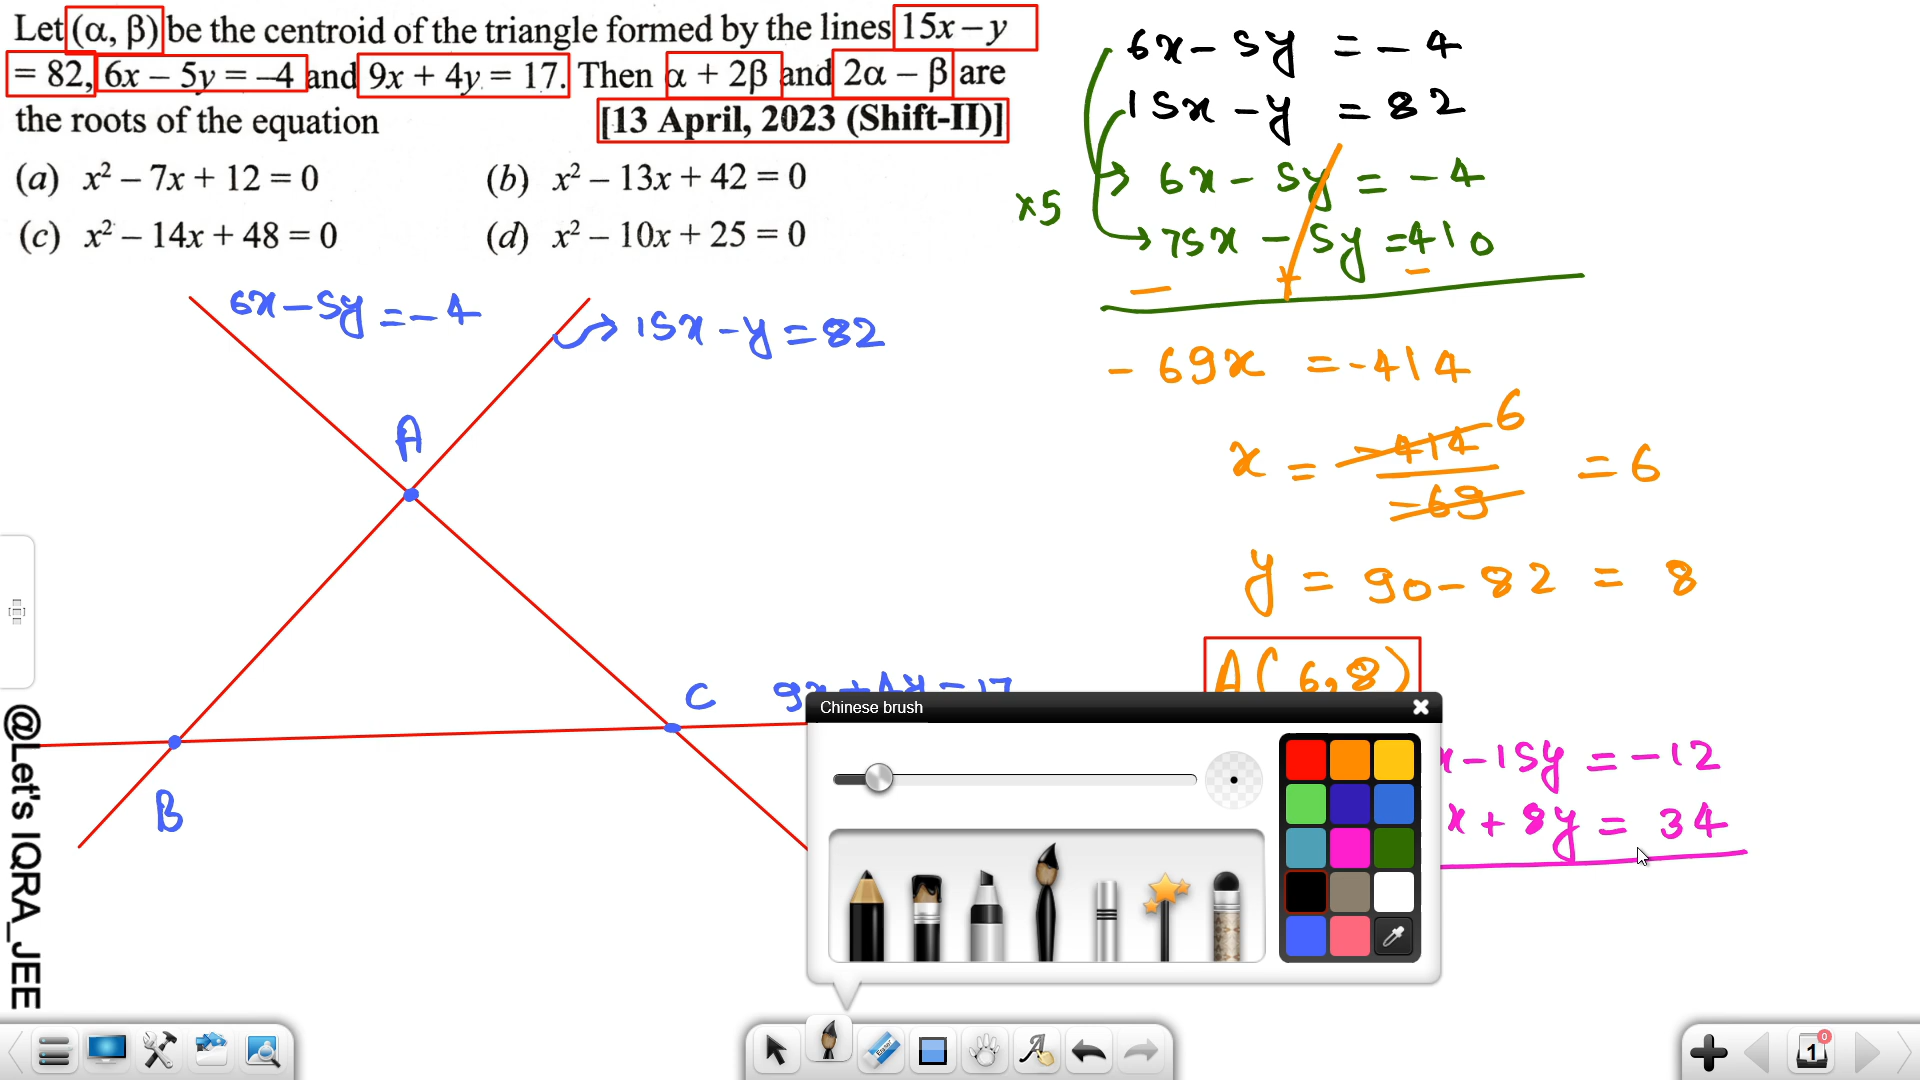 Let (α, β) be the centroid of the triangle formed by the lines 15x – y
= 82, 6x – 5y = –4 and 9x + 4y = 17. Then α + 2β and 2α – β are
the roots of the equation [13 April, 2023 (Shift-II)]
(a) x² – 7x + 12 = 0 (b) x² – 13x + 42 = 0
(c) x² – 14x + 48 = 0 (d) x² – 10x + 25 = 0
6x – 5y = – 4
15x – y = 82
A
B
C
6x – 5y = – 4
15x – y = 82
×5
6x – 5y = – 4
75x – 5y = 410
– + –
– 69x = – 414
x = –414 / –69 6 = 6
y = 90 – 82 = 8
A ( 6,8 )
x – 15y = – 12
x + 8y = 34
Chinese brush
@Let's IQRA_JEE
Eraser
A
1
0